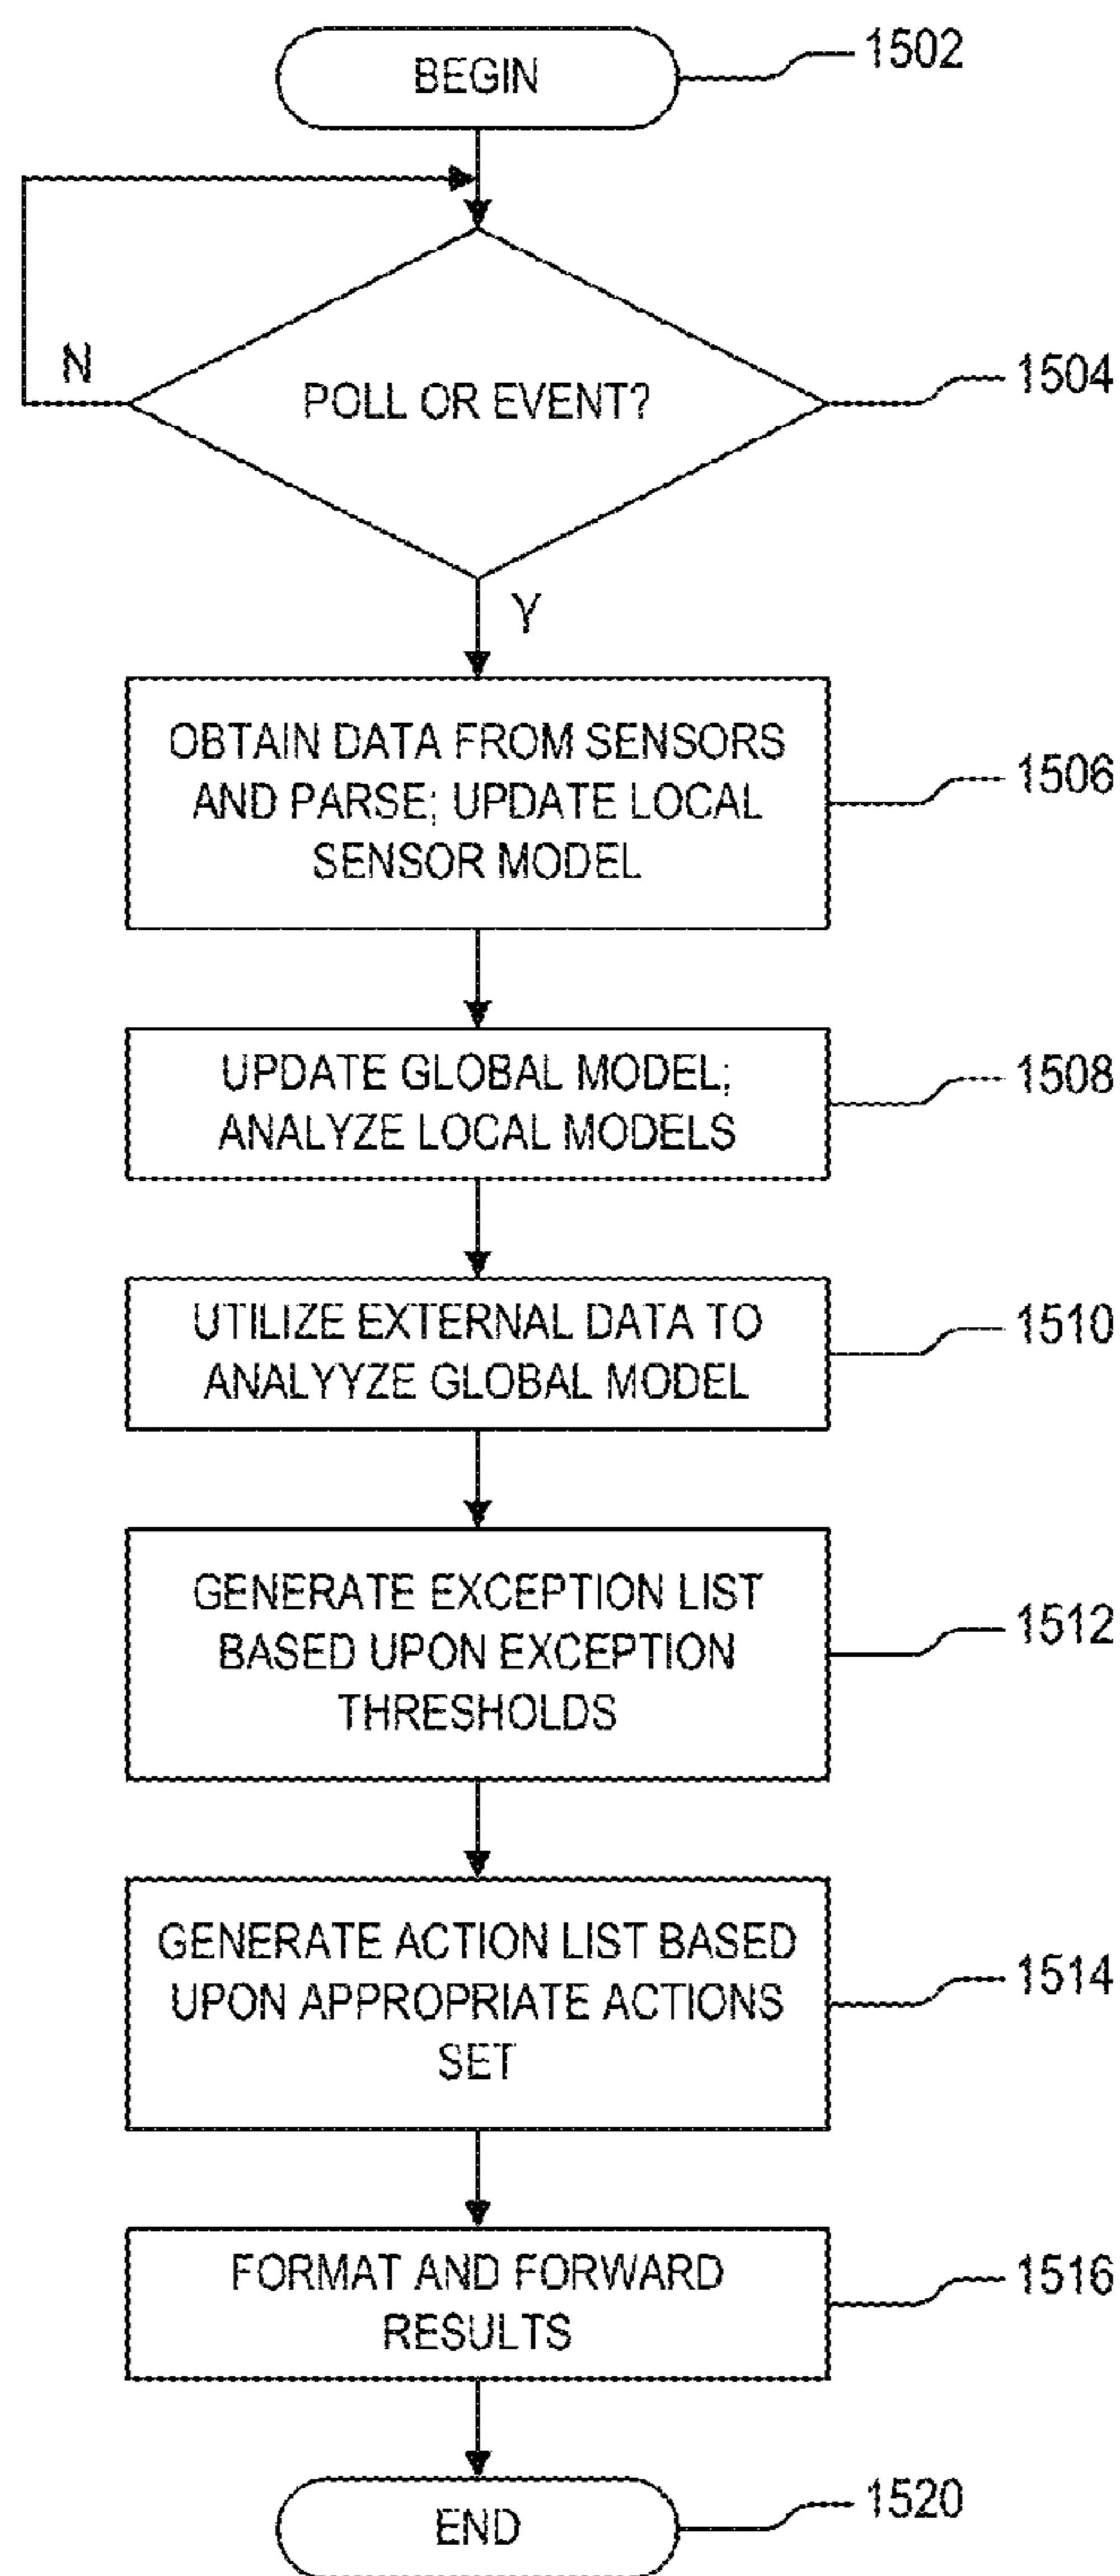 BEGIN
1502
N
POLL OR EVENT?
1504
Y
OBTAIN DATA FROM SENSORS
AND PARSE; UPDATE LOCAL
SENSOR MODEL
1506
UPDATE GLOBAL MODEL;
ANALYZE LOCAL MODELS
1508
UTILIZE EXTERNAL DATA TO
ANALYYZE GLOBAL MODEL
1510
GENERATE EXCEPTION LIST
BASED UPON EXCEPTION
THRESHOLDS
1512
GENERATE ACTION LIST BASED
UPON APPROPRIATE ACTIONS
SET
1514
FORMAT AND FORWARD
RESULTS
1516
END
1520